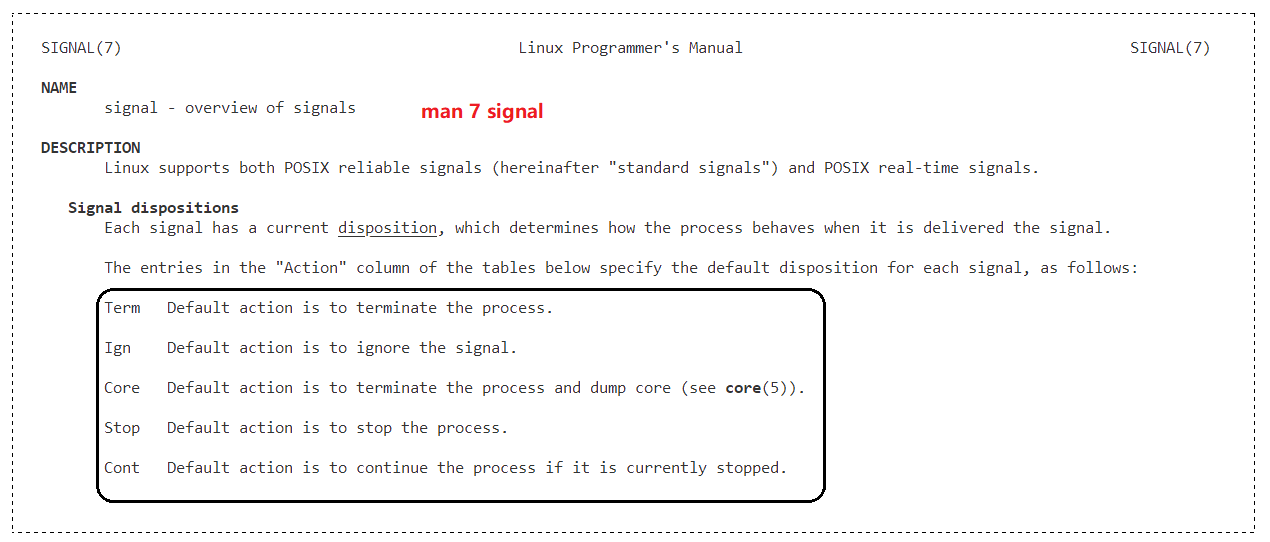 SIGNAL(7) Linux Programmer's Manual SIGNAL(7)
NAME
signal - overview of signals man 7 signal
DESCRIPTION
Linux supports both POSIX reliable signals (hereinafter "standard signals") and POSIX real-time signals.
Signal dispositions
Each signal has a current disposition, which determines how the process behaves when it is delivered the signal.
The entries in the "Action" column of the tables below specify the default disposition for each signal, as follows:
Term Default action is to terminate the process.
Ign Default action is to ignore the signal.
Core Default action is to terminate the process and dump core (see core(5)).
Stop Default action is to stop the process.
Cont Default action is to continue the process if it is currently stopped.